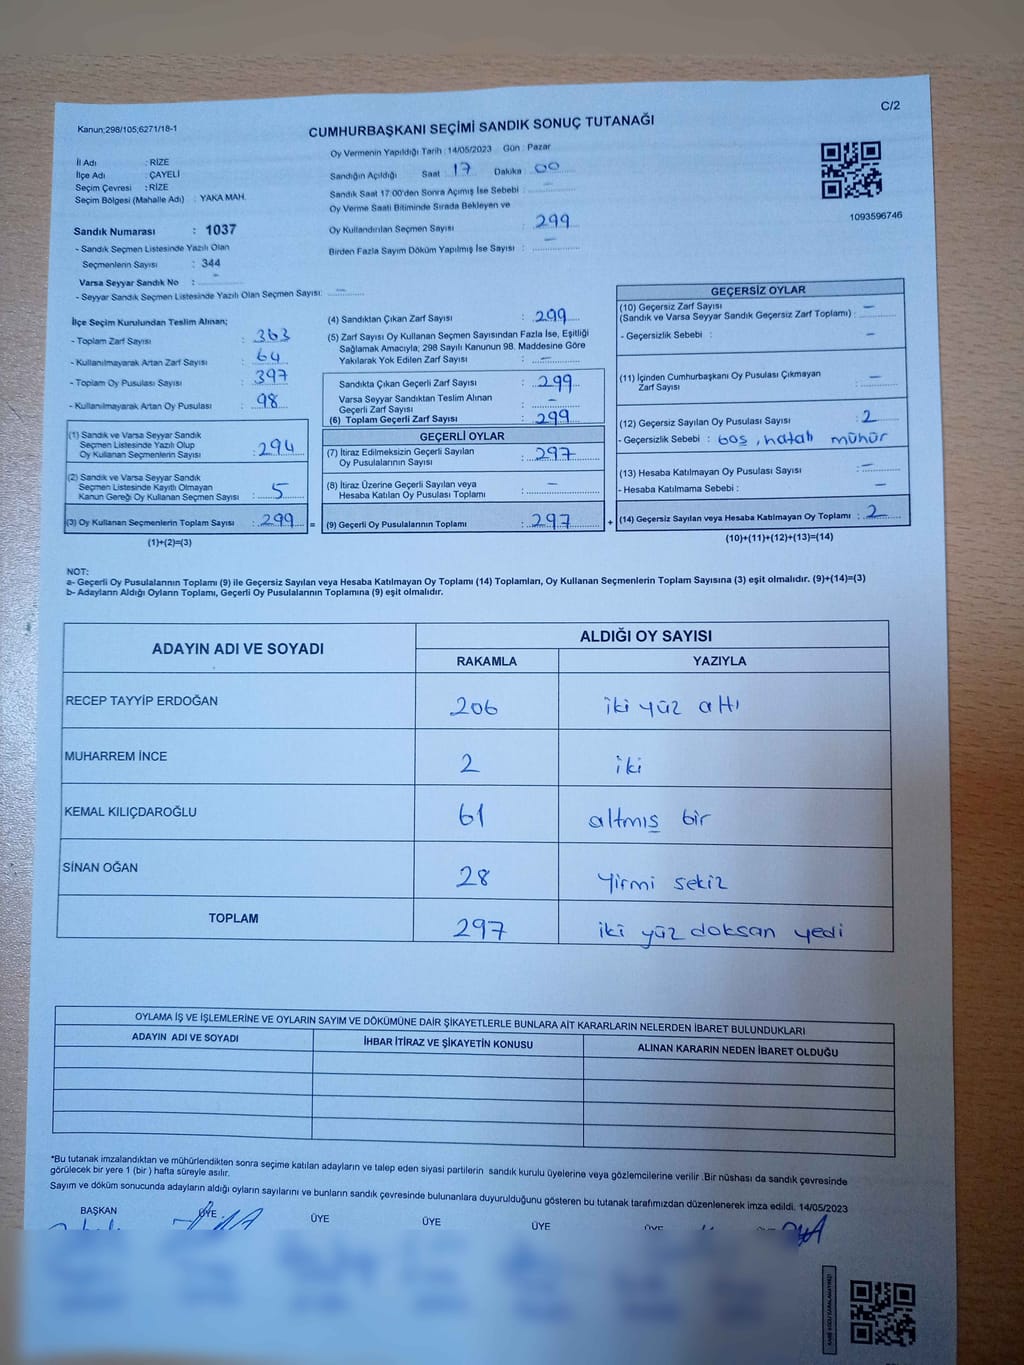 C/2
Kanun;298/105;6271/18-1
CUMHURBAŞKANI SEÇİMİ SANDIK SONUÇ TUTANAĞI
İl Adı : RİZE
İlçe Adı : ÇAYELİ
Seçim Çevresi : RİZE
Seçim Bölgesi (Mahalle Adı) : YAKA MAH.
Oy Vermenin Yapıldığı Tarih : 14/05/2023 Gün : Pazar
Sandığın Açıldığı Saat : 17 Dakika : 00
Sandık Saat 17:00'den Sonra Açımış İse Sebebi : –
Oy Verme Saati Bitiminde Sırada Bekleyen ve
Oy Kullandırılan Seçmen Sayısı : 299
Birden Fazla Sayım Döküm Yapılmış İse Sayısı : –
1093596746
Sandık Numarası : 1037
- Sandık Seçmen Listesinde Yazılı Olan
Seçmenlerin Sayısı : 344
Varsa Seyyar Sandık No : –
- Seyyar Sandık Seçmen Listesinde Yazılı Olan Seçmen Sayısı: –
İlçe Seçim Kurulundan Teslim Alınan;
- Toplam Zarf Sayısı : 363
- Kullanılmayarak Artan Zarf Sayısı : 64
- Toplam Oy Pusulası Sayısı : 397
- Kullanılmayarak Artan Oy Pusulası : 98
(1) Sandık ve Varsa Seyyar Sandık
Seçmen Listesinde Yazılı Olup
Oy Kullanan Seçmenlerin Sayısı : 294
(2) Sandık ve Varsa Seyyar Sandık
Seçmen Listesinde Kayıtlı Olmayan
Kanun Gereği Oy Kullanan Seçmen Sayısı : 5
(3) Oy Kullanan Seçmenlerin Toplam Sayısı : 299 =
(1)+(2)=(3)
(4) Sandıktan Çıkan Zarf Sayısı : 299
(5) Zarf Sayısı Oy Kullanan Seçmen Sayısından Fazla İse, Eşitliği
Sağlamak Amacıyla; 298 Sayılı Kanunun 98. Maddesine Göre
Yakılarak Yok Edilen Zarf Sayısı : –
Sandıkta Çıkan Geçerli Zarf Sayısı : 299
Varsa Seyyar Sandıktan Teslim Alınan
Geçerli Zarf Sayısı : –
(6) Toplam Geçerli Zarf Sayısı : 299
GEÇERLİ OYLAR
(7) İtiraz Edilmeksizin Geçerli Sayılan
Oy Pusulalarının Sayısı : 297
(8) İtiraz Üzerine Geçerli Sayılan veya
Hesaba Katılan Oy Pusulası Toplamı : –
(9) Geçerli Oy Pusulalarının Toplamı : 297 +
GEÇERSİZ OYLAR
(10) Geçersiz Zarf Sayısı
(Sandık ve Varsa Seyyar Sandık Geçersiz Zarf Toplamı) : –
- Geçersizlik Sebebi : –
(11) İçinden Cumhurbaşkanı Oy Pusulası Çıkmayan
Zarf Sayısı : –
(12) Geçersiz Sayılan Oy Pusulası Sayısı : 2
- Geçersizlik Sebebi : boş, hatalı mühür
(13) Hesaba Katılmayan Oy Pusulası Sayısı : –
- Hesaba Katılmama Sebebi : –
(14) Geçersiz Sayılan veya Hesaba Katılmayan Oy Toplamı : 2
(10)+(11)+(12)+(13)=(14)
NOT:
a- Geçerli Oy Pusulalarının Toplamı (9) ile Geçersiz Sayılan veya Hesaba Katılmayan Oy Toplamı (14) Toplamları, Oy Kullanan Seçmenlerin Toplam Sayısına (3) eşit olmalıdır. (9)+(14)=(3)
b- Adayların Aldığı Oyların Toplamı, Geçerli Oy Pusulalarının Toplamına (9) eşit olmalıdır.
ADAYIN ADI VE SOYADI
ALDIĞI OY SAYISI
RAKAMLA YAZIYLA
RECEP TAYYİP ERDOĞAN 206 iki yüz altı
MUHARREM İNCE 2 iki
KEMAL KILIÇDAROĞLU 61 altmış bir
SİNAN OĞAN 28 yirmi sekiz
TOPLAM 297 iki yüz doksan yedi
OYLAMA İŞ VE İŞLEMLERİNE VE OYLARIN SAYIM VE DÖKÜMÜNE DAİR ŞİKAYETLERLE BUNLARA AİT KARARLARIN NELERDEN İBARET BULUNDUKLARI
ADAYIN ADI VE SOYADI İHBAR İTİRAZ VE ŞİKAYETİN KONUSU ALINAN KARARIN NEDEN İBARET OLDUĞU
*Bu tutanak imzalandıktan ve mühürlendikten sonra seçime katılan adayların ve talep eden siyasi partilerin sandık kurulu üyelerine veya gözlemcilerine verilir .Bir nüshası da sandık çevresinde
görülecek bir yere 1 (bir ) hafta süreyle asılır.
Sayım ve döküm sonucunda adayların aldığı oyların sayılarını ve bunların sandık çevresinde bulunanlara duyurulduğunu gösteren bu tutanak tarafımızdan düzenlenerek imza edildi. 14/05/2023
BAŞKAN ÜYE ÜYE ÜYE ÜYE ÜYE ÜYE